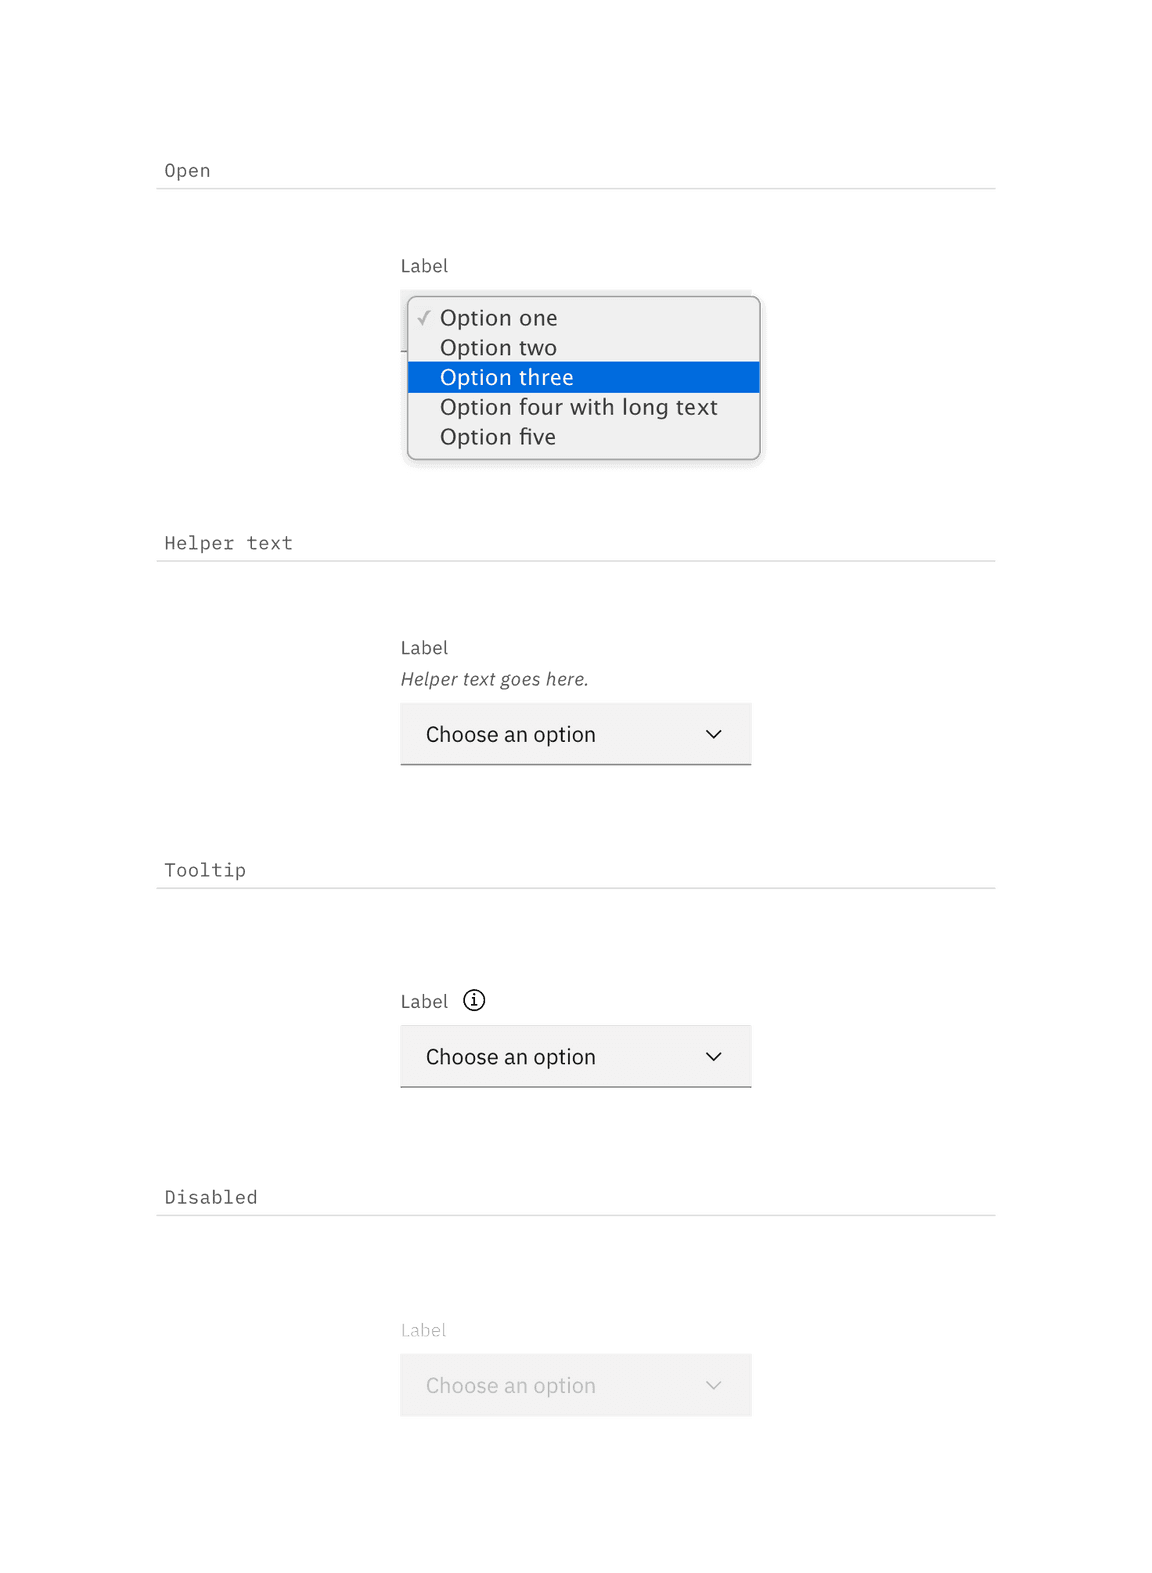 Open
Label
✓ Option one
Option two
Option three
Option four with long text
Option five
Helper text
Label
Helper text goes here.
Choose an option
Tooltip
Label
Choose an option
Disabled
Label
Choose an option